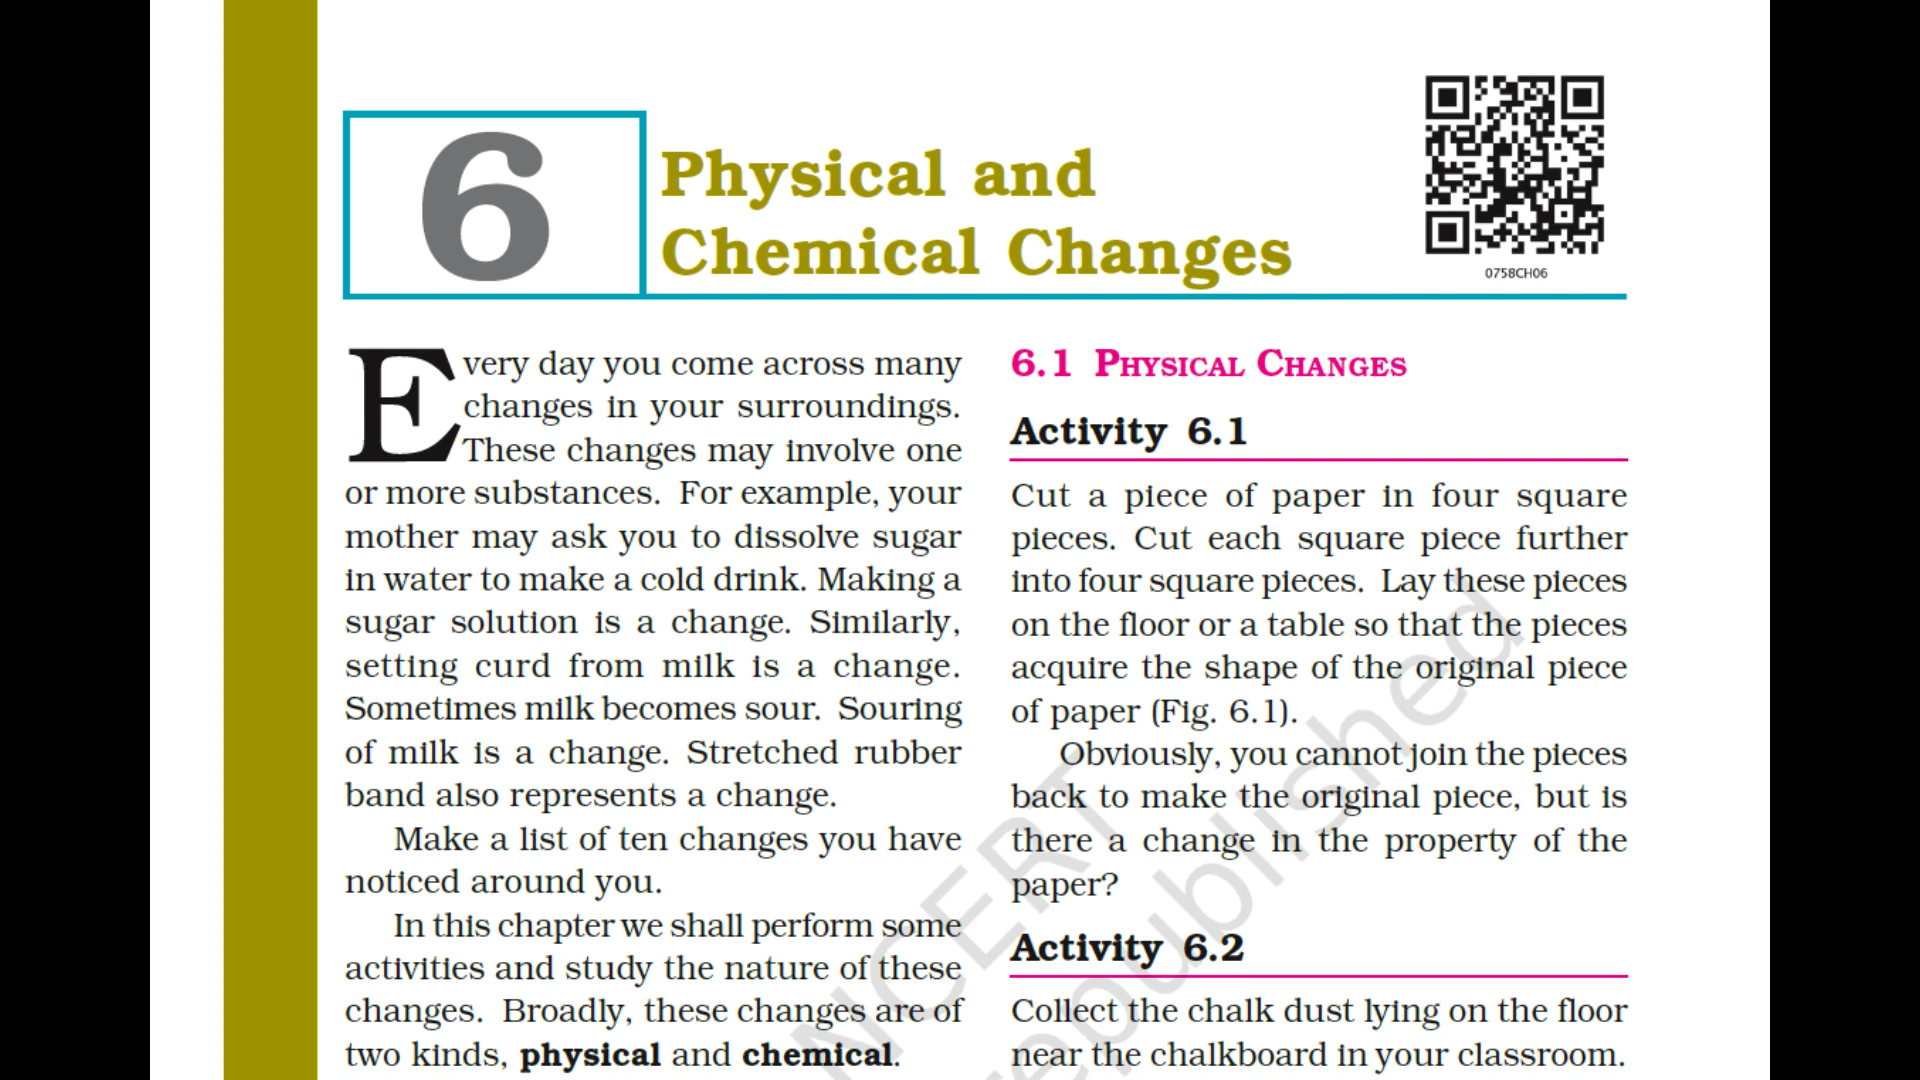 6
Physical and
Chemical Changes
0758CH06
Every day you come across many
changes in your surroundings.
These changes may involve one
or more substances. For example, your
mother may ask you to dissolve sugar
in water to make a cold drink. Making a
sugar solution is a change. Similarly,
setting curd from milk is a change.
Sometimes milk becomes sour. Souring
of milk is a change. Stretched rubber
band also represents a change.
Make a list of ten changes you have
noticed around you.
In this chapter we shall perform some
activities and study the nature of these
changes. Broadly, these changes are of
two kinds, physical and chemical.
6.1 PHYSICAL CHANGES
Activity 6.1
Cut a piece of paper in four square
pieces. Cut each square piece further
into four square pieces. Lay these pieces
on the floor or a table so that the pieces
acquire the shape of the original piece
of paper (Fig. 6.1).
Obviously, you cannot join the pieces
back to make the original piece, but is
there a change in the property of the
paper?
Activity 6.2
Collect the chalk dust lying on the floor
near the chalkboard in your classroom.
NCERT
republished